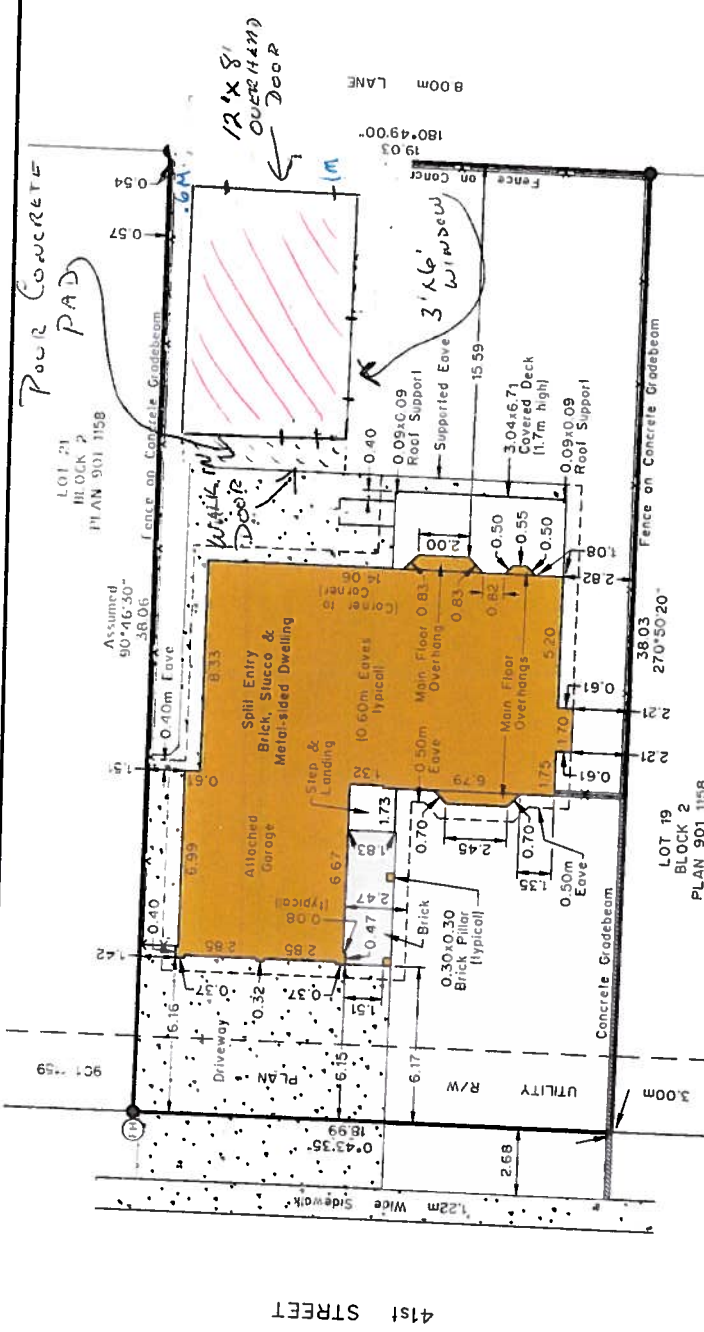 12'X8'
OVERHEAD
DOOR
8.00m LANE
180°49'00"
19.03
POUR CONCRETE
PAD
0.54
.6M
0.57
1M
Fence
on Concr
3'X6'
WINDOW
LOT 21
BLOCK 2
PLAN 901 1158
Fence on Concrete Gradebeam
WALK IN
DOOR
0.40
0.09x0.09
Roof Support
Supported Eave
15.59
3.04x6.71
Covered Deck
(1.7m high)
0.09x0.09
Roof Support
Fence on Concrete Gradebeam
Assumed
90°46'30"
38.06
0.40m Eave
8.33
14.06
(Corner to
Corner)
2.00
0.83
0.83
0.82
0.50
0.55
0.50
1.08
2.82
Split Entry
Brick, Stucco &
Metal-sided Dwelling
(0.60m Eaves
typical)
Main Floor
Overhang
Main Floor
Overhangs
5.20
38.03
270°50'20"
1.51
0.61
Step &
Landing
1.32
0.50m
Eave
6.79
1.70
0.61
2.21
2.21
0.61
1.75
6.99
Attached
Garage
6.67
1.73
1.83
0.70
2.45
0.70
1.35
0.50m
Eave
LOT 19
BLOCK 2
PLAN 901 1158
0.40
1.42
2.85
2.85
(typical)
0.08
2.47
0.47
Brick
0.30x0.30
Brick Pillar
(typical)
6.16
0.37
0.32
0.37
1.51
Driveway
6.15
6.17
Concrete Gradebeam
PLAN
UTILITY R/W
3.00m
0°43'35"
18.99
2.68
1.22m Wide Sidewalk
41st STREET